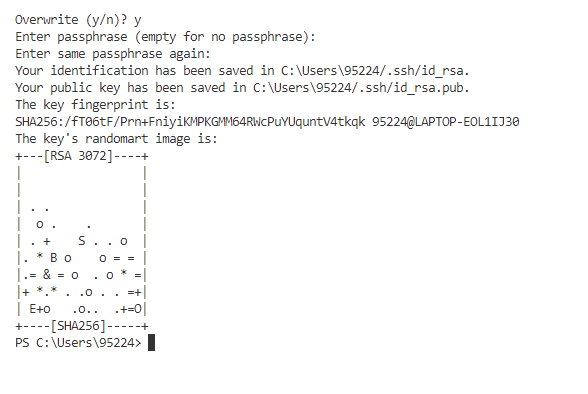 Overwrite (y/n)? y
Enter passphrase (empty for no passphrase):
Enter same passphrase again:
Your identification has been saved in C:\Users\95224/.ssh/id_rsa.
Your public key has been saved in C:\Users\95224/.ssh/id_rsa.pub.
The key fingerprint is:
SHA256:/fT06tF/Prn+FniyiKMPKGMM64RWcPuYUquntV4tkqk 95224@LAPTOP-EOL1IJ30
The key's randomart image is:
+---[RSA 3072]----+
|                 |
|                 |
| . .             |
|  o .    .       |
| . +    S . . o  |
|. * B o    o = = |
|.= & = o  . o * =|
|+ *.* . .o . . =+|
| E+o   .o..  .+=O|
+----[SHA256]-----+
PS C:\Users\95224>